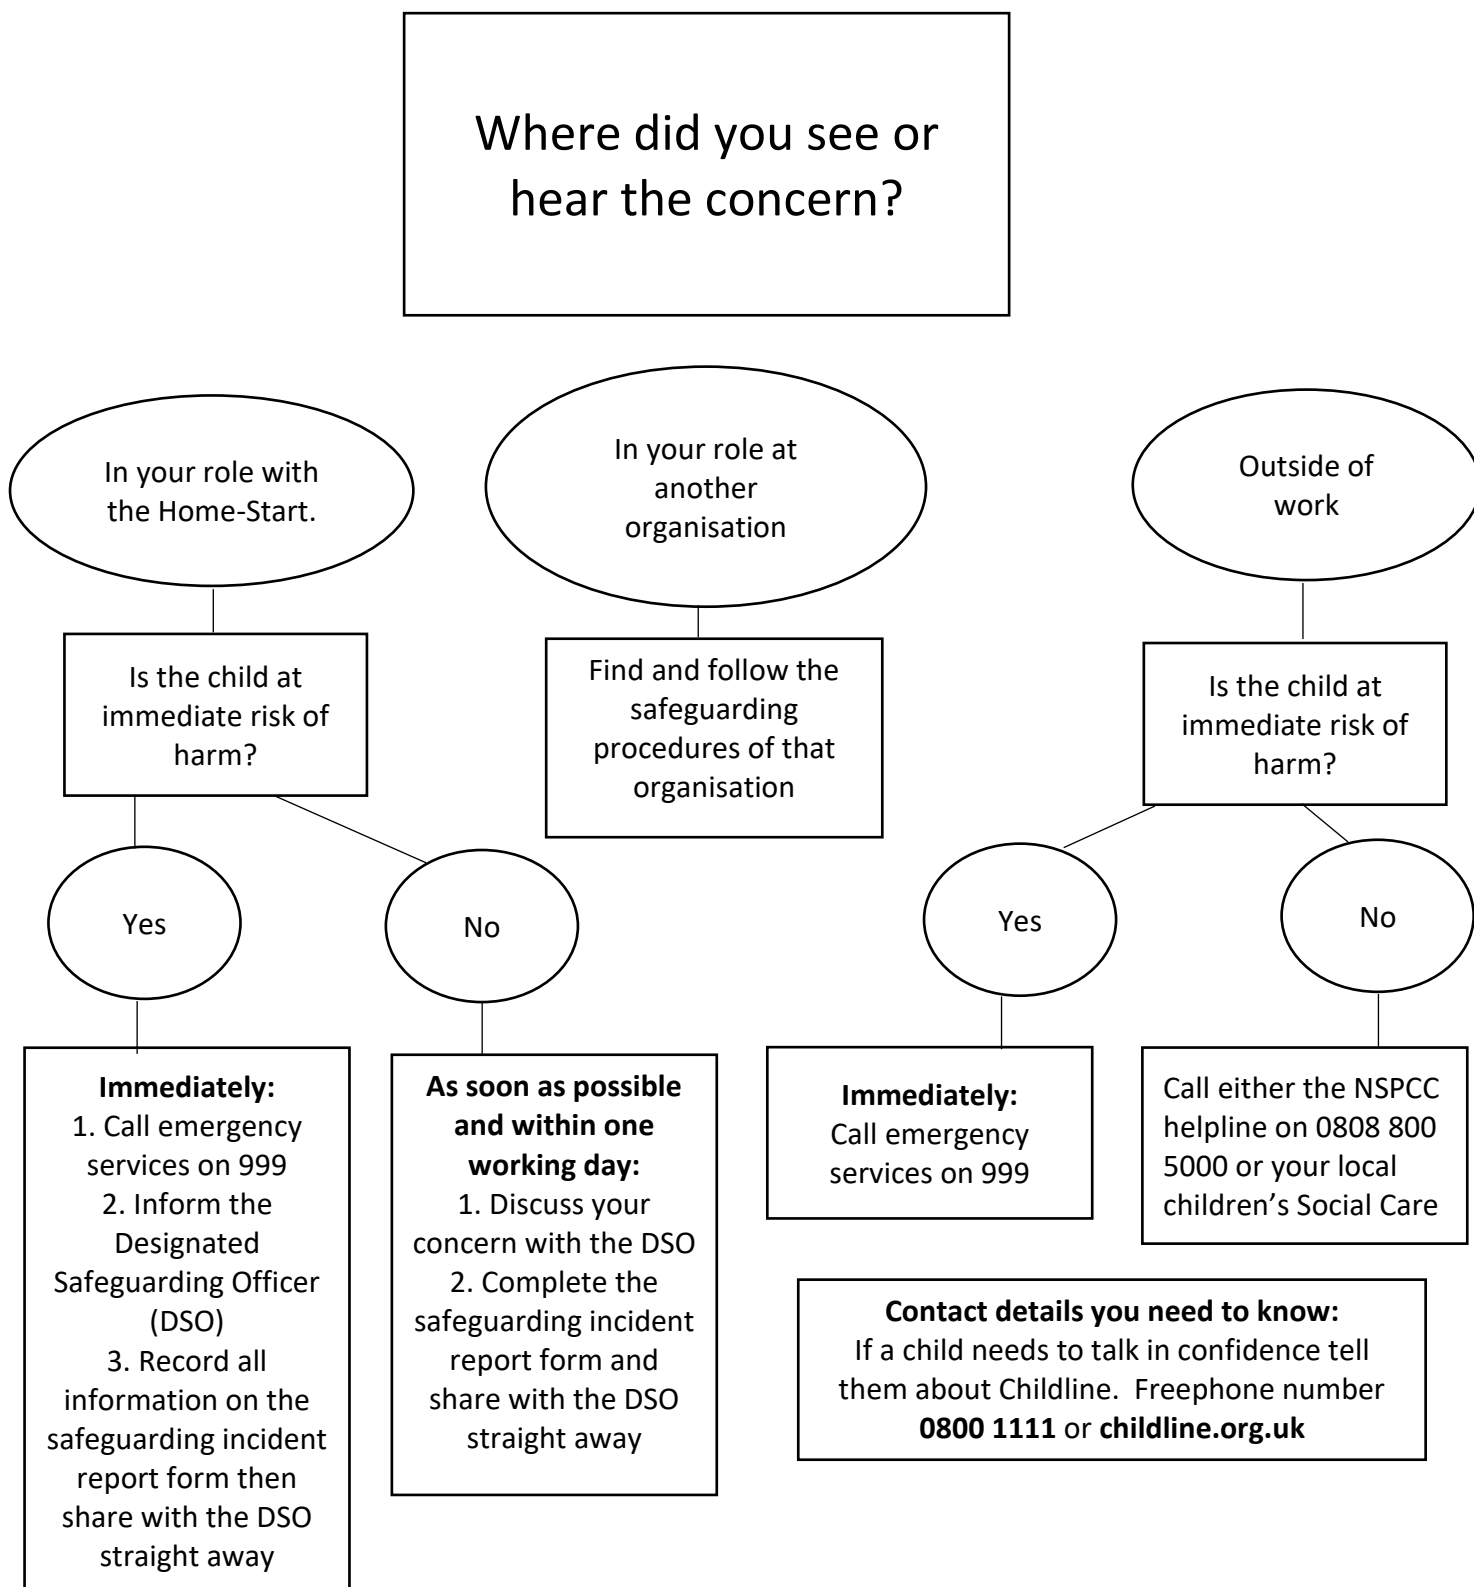 Where did you see or
hear the concern?
In your role with
the Home-Start.
In your role at
another
organisation
Outside of
work
Is the child at
immediate risk of
harm?
Find and follow the
safeguarding
procedures of that
organisation
Is the child at
immediate risk of
harm?
Yes
No
Yes
No
Immediately:
1. Call emergency
services on 999
2. Inform the
Designated
Safeguarding Officer
(DSO)
3. Record all
information on the
safeguarding incident
report form then
share with the DSO
straight away
As soon as possible
and within one
working day:
1. Discuss your
concern with the DSO
2. Complete the
safeguarding incident
report form and
share with the DSO
straight away
Immediately:
Call emergency
services on 999
Call either the NSPCC
helpline on 0808 800
5000 or your local
children’s Social Care
Contact details you need to know:
If a child needs to talk in confidence tell
them about Childline.  Freephone number
0800 1111 or childline.org.uk